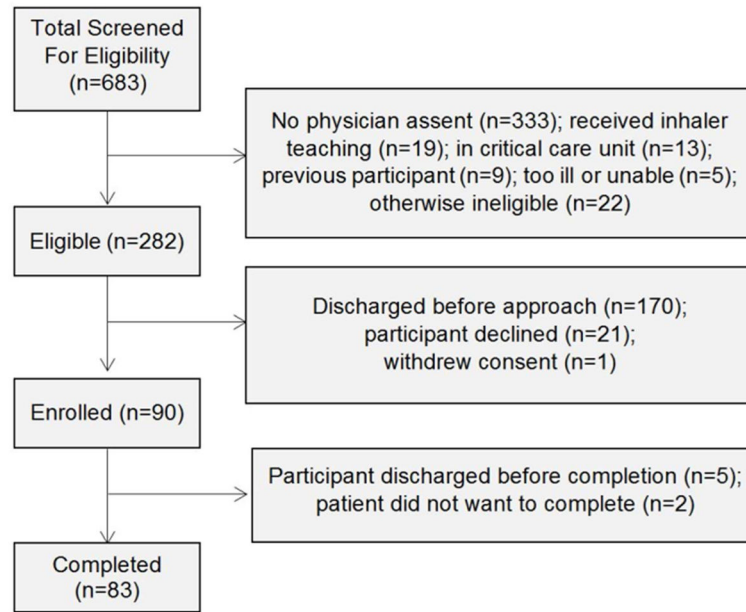 Total Screened
For Eligibility
(n=683)
No physician assent (n=333); received inhaler
teaching (n=19); in critical care unit (n=13);
previous participant (n=9); too ill or unable (n=5);
otherwise ineligible (n=22)
Eligible (n=282)
Discharged before approach (n=170);
participant declined (n=21);
withdrew consent (n=1)
Enrolled (n=90)
Participant discharged before completion (n=5);
patient did not want to complete (n=2)
Completed
(n=83)